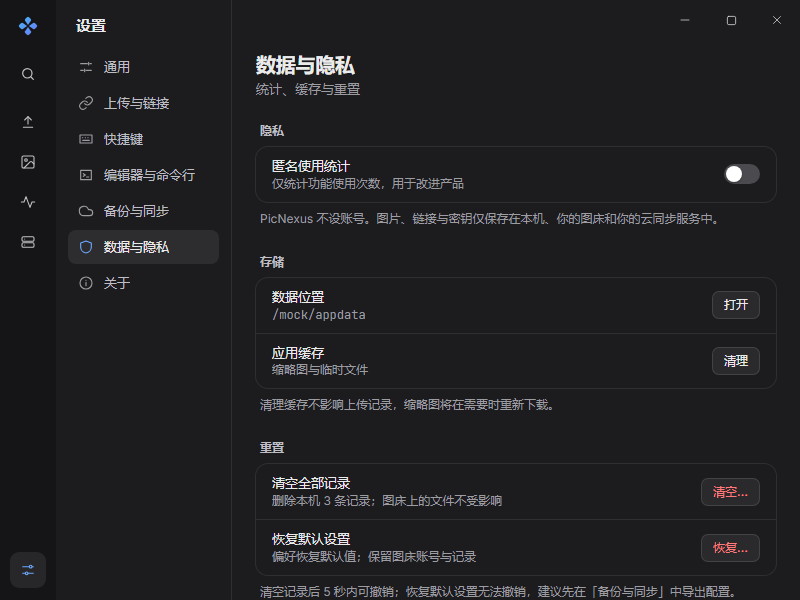 设置
通用
上传与链接
快捷键
编辑器与命令行
备份与同步
数据与隐私
关于
数据与隐私
统计、缓存与重置
隐私
匿名使用统计
仅统计功能使用次数，用于改进产品
PicNexus 不设账号。图片、链接与密钥仅保存在本机、你的图床和你的云同步服务中。
存储
数据位置
/mock/appdata
打开
应用缓存
缩略图与临时文件
清理
清理缓存不影响上传记录，缩略图将在需要时重新下载。
重置
清空全部记录
删除本机 3 条记录；图床上的文件不受影响
清空...
恢复默认设置
偏好恢复默认值；保留图床账号与记录
恢复...
清空记录后 5 秒内可撤销；恢复默认设置无法撤销，建议先在「备份与同步」中导出配置。